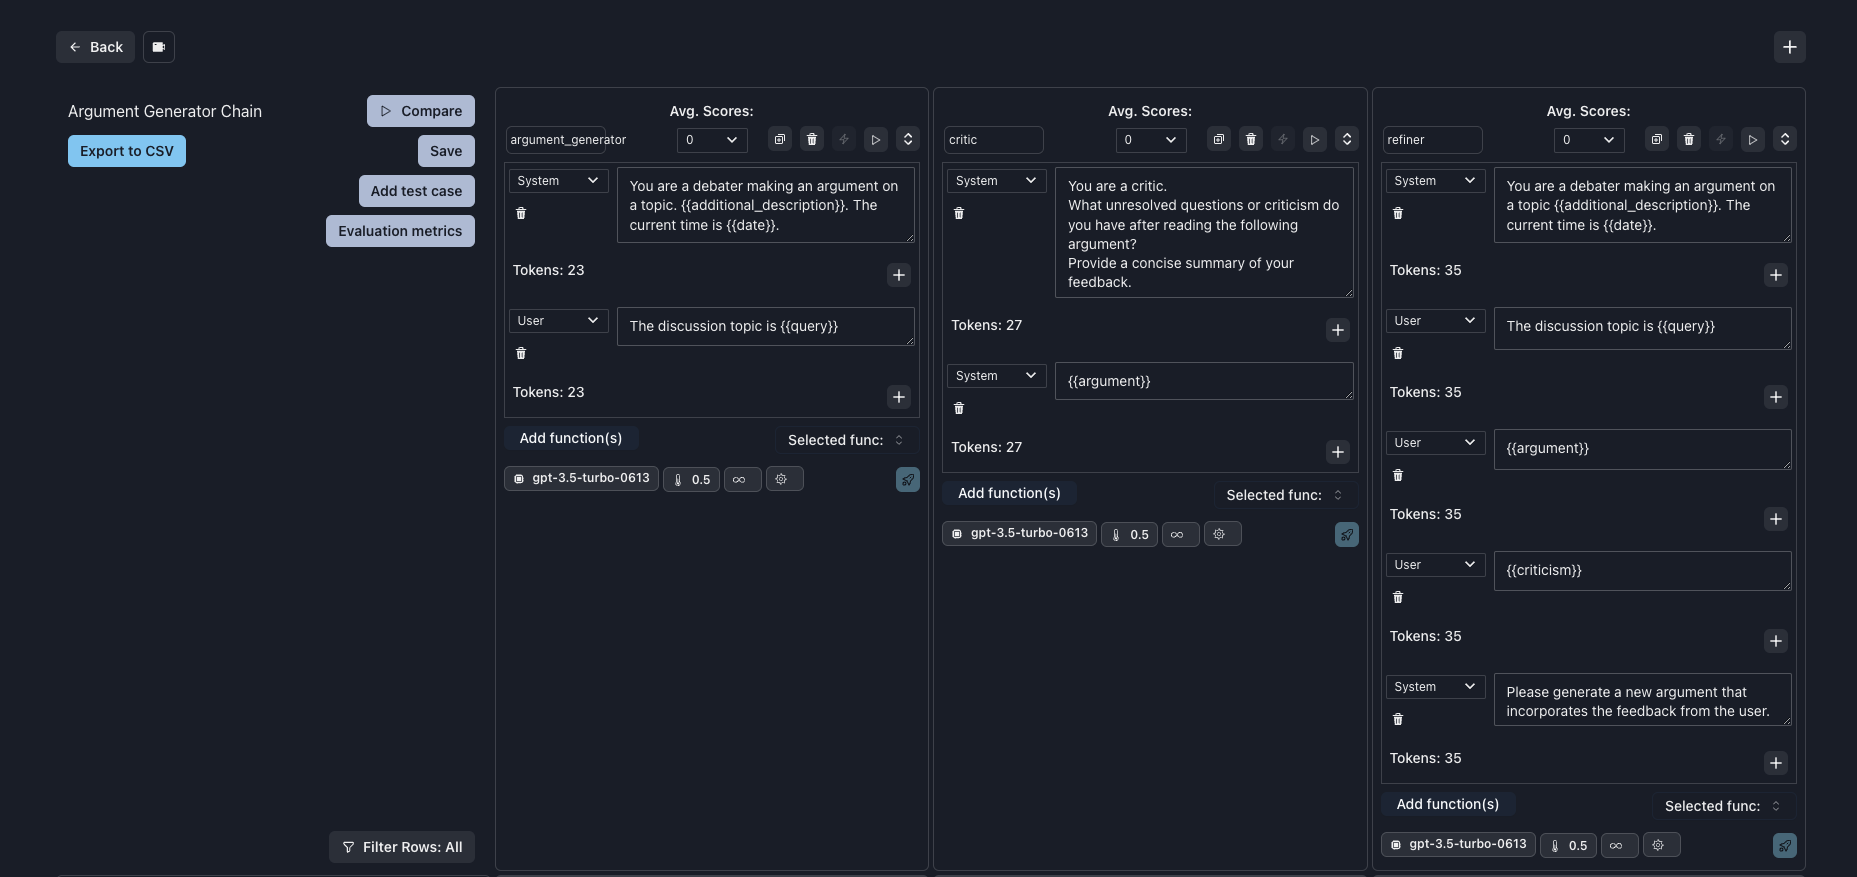 Back
Argument Generator Chain
Compare
Export to CSV
Save
Add test case
Evaluation metrics
Filter Rows: All
Avg. Scores:
argument_generator
0
System
You are a debater making an argument on
a topic. {{additional_description}}. The
current time is {{date}}.
Tokens: 23
User
The discussion topic is {{query}}
Tokens: 23
Add function(s)
Selected func:
gpt-3.5-turbo-0613
0.5
Avg. Scores:
critic
0
System
You are a critic.
What unresolved questions or criticism do
you have after reading the following
argument?
Provide a concise summary of your
feedback.
Tokens: 27
System
{{argument}}
Tokens: 27
Add function(s)
Selected func:
gpt-3.5-turbo-0613
0.5
Avg. Scores:
refiner
0
System
You are a debater making an argument on
a topic {{additional_description}}. The
current time is {{date}}.
Tokens: 35
User
The discussion topic is {{query}}
Tokens: 35
User
{{argument}}
Tokens: 35
User
{{criticism}}
Tokens: 35
System
Please generate a new argument that
incorporates the feedback from the user.
Tokens: 35
Add function(s)
Selected func:
gpt-3.5-turbo-0613
0.5